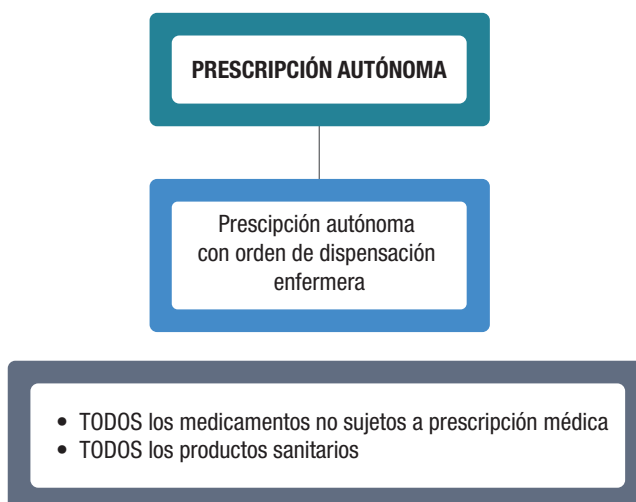 PRESCRIPCIÓN AUTÓNOMA
Prescipción autónoma
con orden de dispensación
enfermera
• TODOS los medicamentos no sujetos a prescripción médica
• TODOS los productos sanitarios